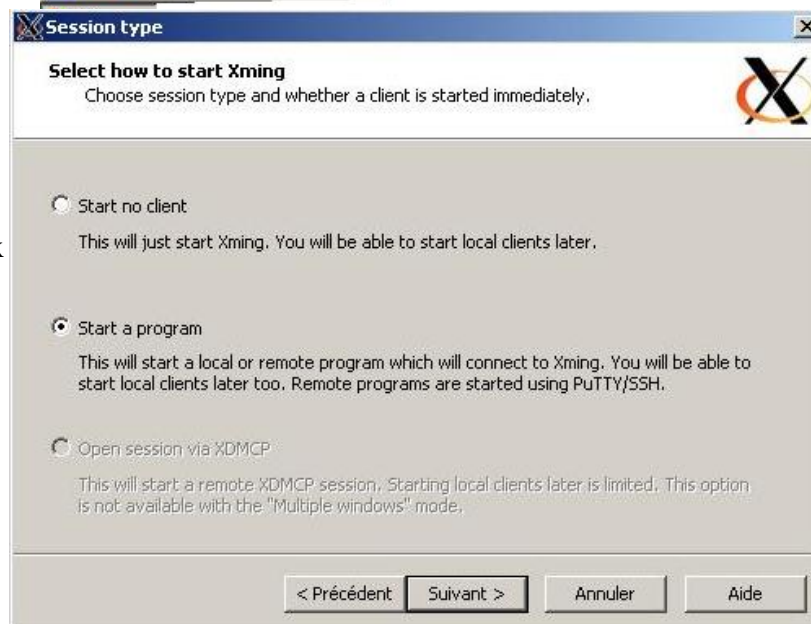 Session type
Select how to start Xming
Choose session type and whether a client is started immediately.
Start no client
This will just start Xming. You will be able to start local clients later.
Start a program
This will start a local or remote program which will connect to Xming. You will be able to
start local clients later too. Remote programs are started using PuTTY/SSH.
Open session via XDMCP
This will start a remote XDMCP session. Starting local clients later is limited. This option
is not available with the "Multiple windows" mode.
< Précédent Suivant > Annuler Aide